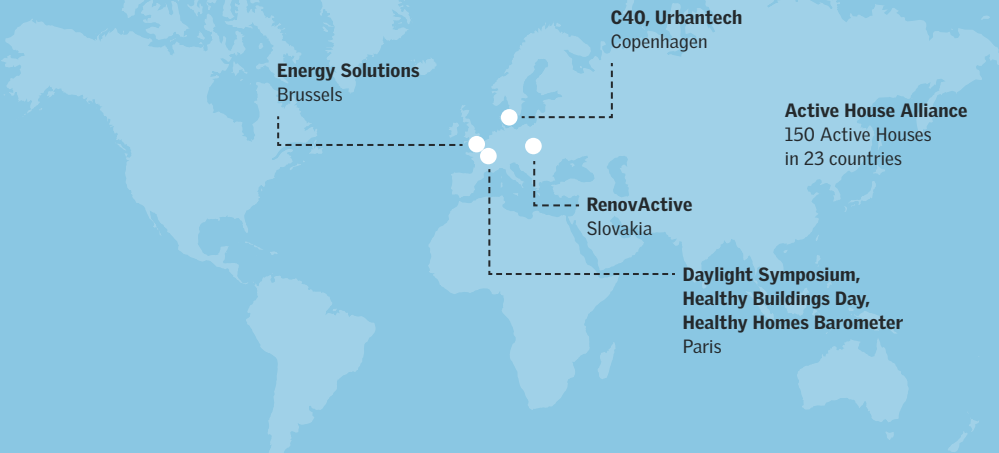 C40, Urbantech
Copenhagen
Energy Solutions
Brussels
Active House Alliance
150 Active Houses
in 23 countries
RenovActive
Slovakia
Daylight Symposium,
Healthy Buildings Day,
Healthy Homes Barometer
Paris